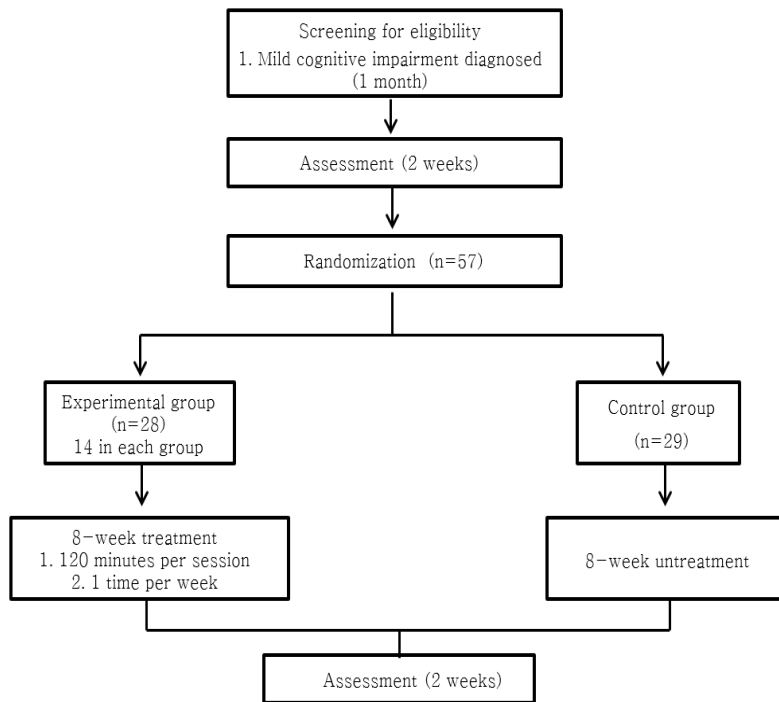 Screening for eligibility
1. Mild cognitive impairment diagnosed
(1 month)
Assessment (2 weeks)
Randomization (n=57)
Experimental group
(n=28)
14 in each group
Control group
(n=29)
8-week treatment
1. 120 minutes per session
2. 1 time per week
8-week untreatment
Assessment (2 weeks)